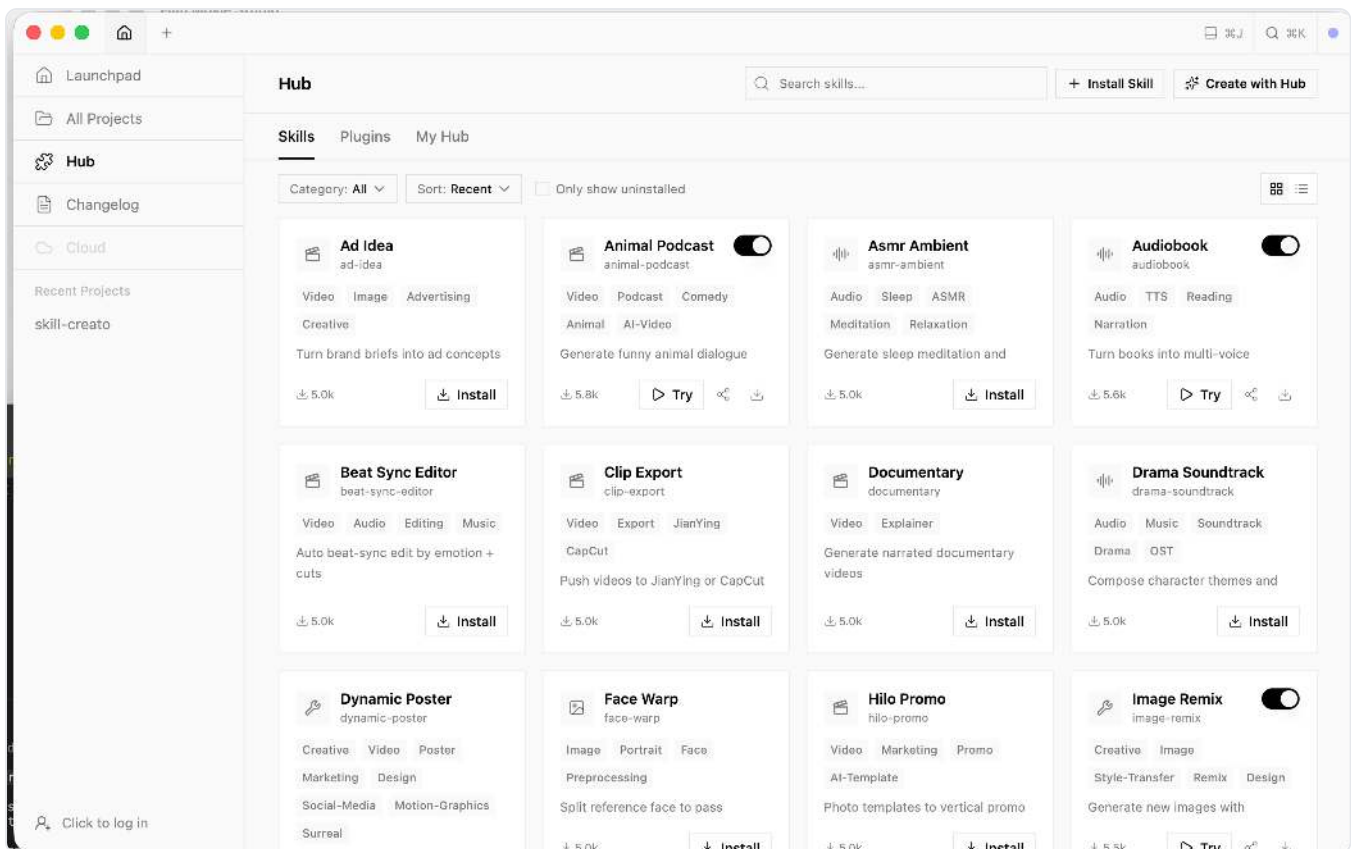 ⌘J
⌘K
Launchpad
All Projects
Hub
Changelog
Cloud
Recent Projects
skill-creato
Click to log in
Hub
Search skills...
+ Install Skill
Create with Hub
Skills
Plugins
My Hub
Category: All
Sort: Recent
Only show uninstalled
Ad Idea
ad-idea
Video Image Advertising
Creative
Turn brand briefs into ad concepts
5.0k
Install
Animal Podcast
animal-podcast
Video Podcast Comedy
Animal AI-Video
Generate funny animal dialogue
5.8k
Try
Asmr Ambient
asmr-ambient
Audio Sleep ASMR
Meditation Relaxation
Generate sleep meditation and
5.0k
Install
Audiobook
audiobook
Audio TTS Reading
Narration
Turn books into multi-voice
5.6k
Try
Beat Sync Editor
beat-sync-editor
Video Audio Editing Music
Auto beat-sync edit by emotion +
cuts
5.0k
Install
Clip Export
clip-export
Video Export JianYing
CapCut
Push videos to JianYing or CapCut
5.0k
Install
Documentary
documentary
Video Explainer
Generate narrated documentary
videos
5.0k
Install
Drama Soundtrack
drama-soundtrack
Audio Music Soundtrack
Drama OST
Compose character themes and
5.0k
Install
Dynamic Poster
dynamic-poster
Creative Video Poster
Marketing Design
Social-Media Motion-Graphics
Surreal
Face Warp
face-warp
Image Portrait Face
Preprocessing
Split reference face to pass
5.0k
Install
Hilo Promo
hilo-promo
Video Marketing Promo
AI-Template
Photo templates to vertical promo
5.0k
Install
Image Remix
image-remix
Creative Image
Style-Transfer Remix Design
Generate new images with
5.5k
Try